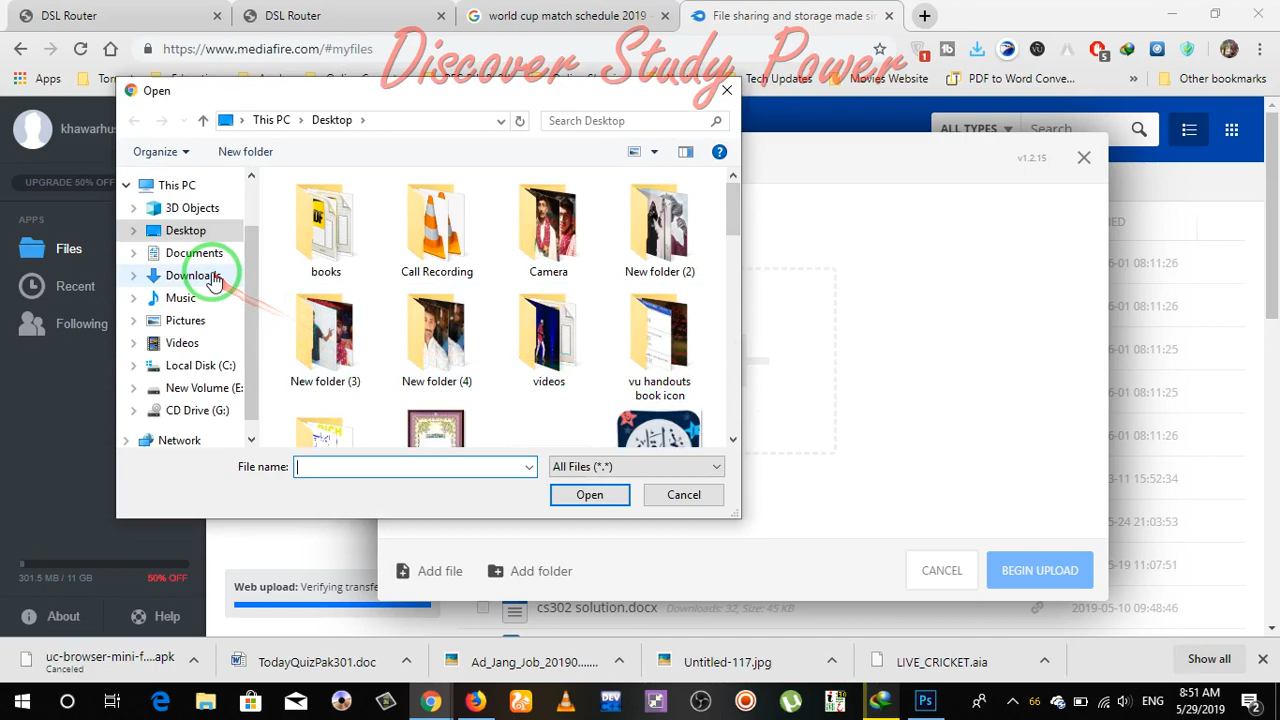 DSL Router
DSL Router
world cup match schedule 2019 -
File sharing and storage made sim
https://www.mediafire.com/#myfiles
Discover Study Power
Apps
Tech Updates
Movies Website
PDF to Word Conve...
Other bookmarks
Open
This PC
Desktop
Search Desktop
Organize
New folder
This PC
3D Objects
Desktop
Documents
Downloads
Music
Pictures
Videos
Local Disk (C:)
New Volume (E:
CD Drive (G:)
Network
books
Call Recording
Camera
New folder (2)
New folder (3)
New folder (4)
videos
vu handouts
book icon
File name:
All Files (*.*)
Open
Cancel
khawarhus
UPGRADE 50% OFF
APPS
Files
Recent
Following
301.5 MB / 11 GB
50% OFF
About
Help
ALL TYPES
Search
v1.2.15
Add file
Add folder
CANCEL
BEGIN UPLOAD
Web upload: Verifying transfe
cs302 solution.docx
Downloads: 32, Size: 45 KB
2019-05-10 09:48:46
uc-browser-mini-f....apk
Canceled
TodayQuizPak301.doc
Ad_Jang_Job_20190......jpg
Untitled-117.jpg
LIVE_CRICKET.aia
Show all
66
ENG
8:51 AM
5/29/2019